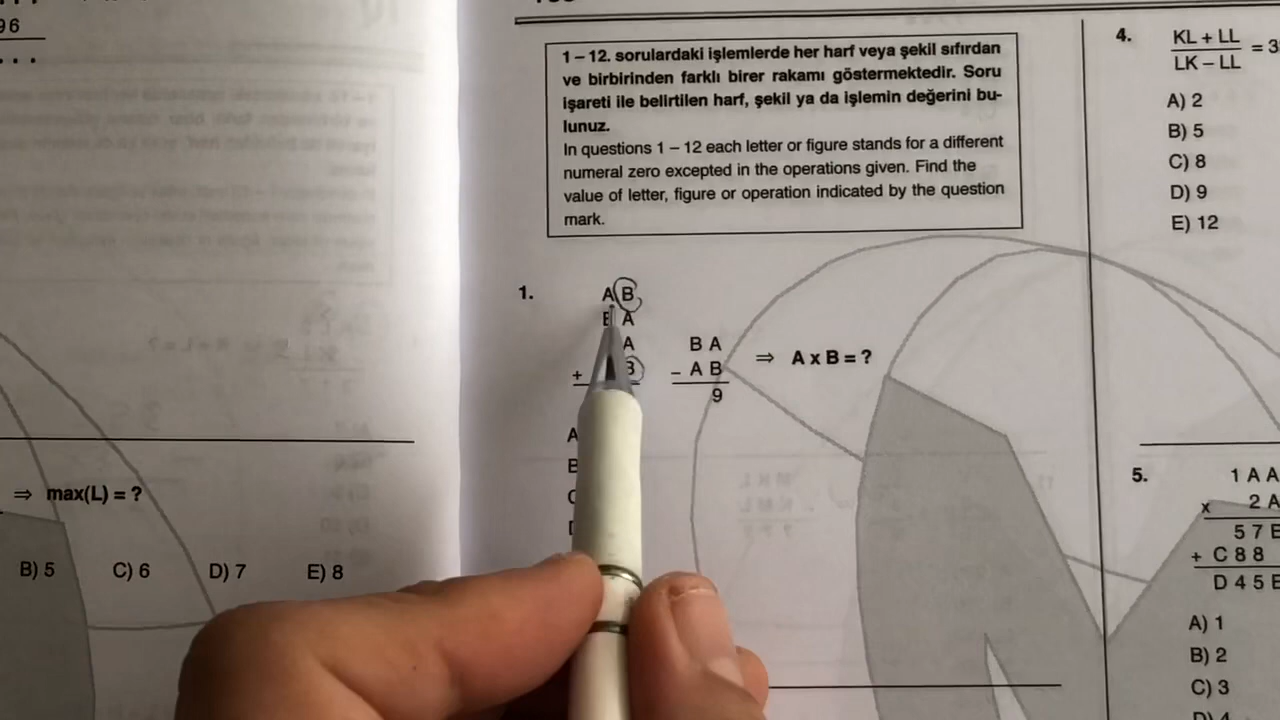 96
. . .
⇒ max(L) = ?
B) 5 C) 6 D) 7 E) 8
1 – 12. sorulardaki işlemlerde her harf veya şekil sıfırdan
ve birbirinden farklı birer rakamı göstermektedir. Soru
işareti ile belirtilen harf, şekil ya da işlemin değerini bu-
lunuz.
In questions 1 – 12 each letter or figure stands for a different
numeral zero excepted in the operations given. Find the
value of letter, figure or operation indicated by the question
mark.
1.
A B
B A
A
+ B
B A
– A B
9
⇒ A x B = ?
A
B
C
D
4.
KL + LL
LK – LL
= 3
A) 2
B) 5
C) 8
D) 9
E) 12
5.
1 A A
x 2 A
5 7 E
+ C 8 8
D 4 5 E
A) 1
B) 2
C) 3
D) 4